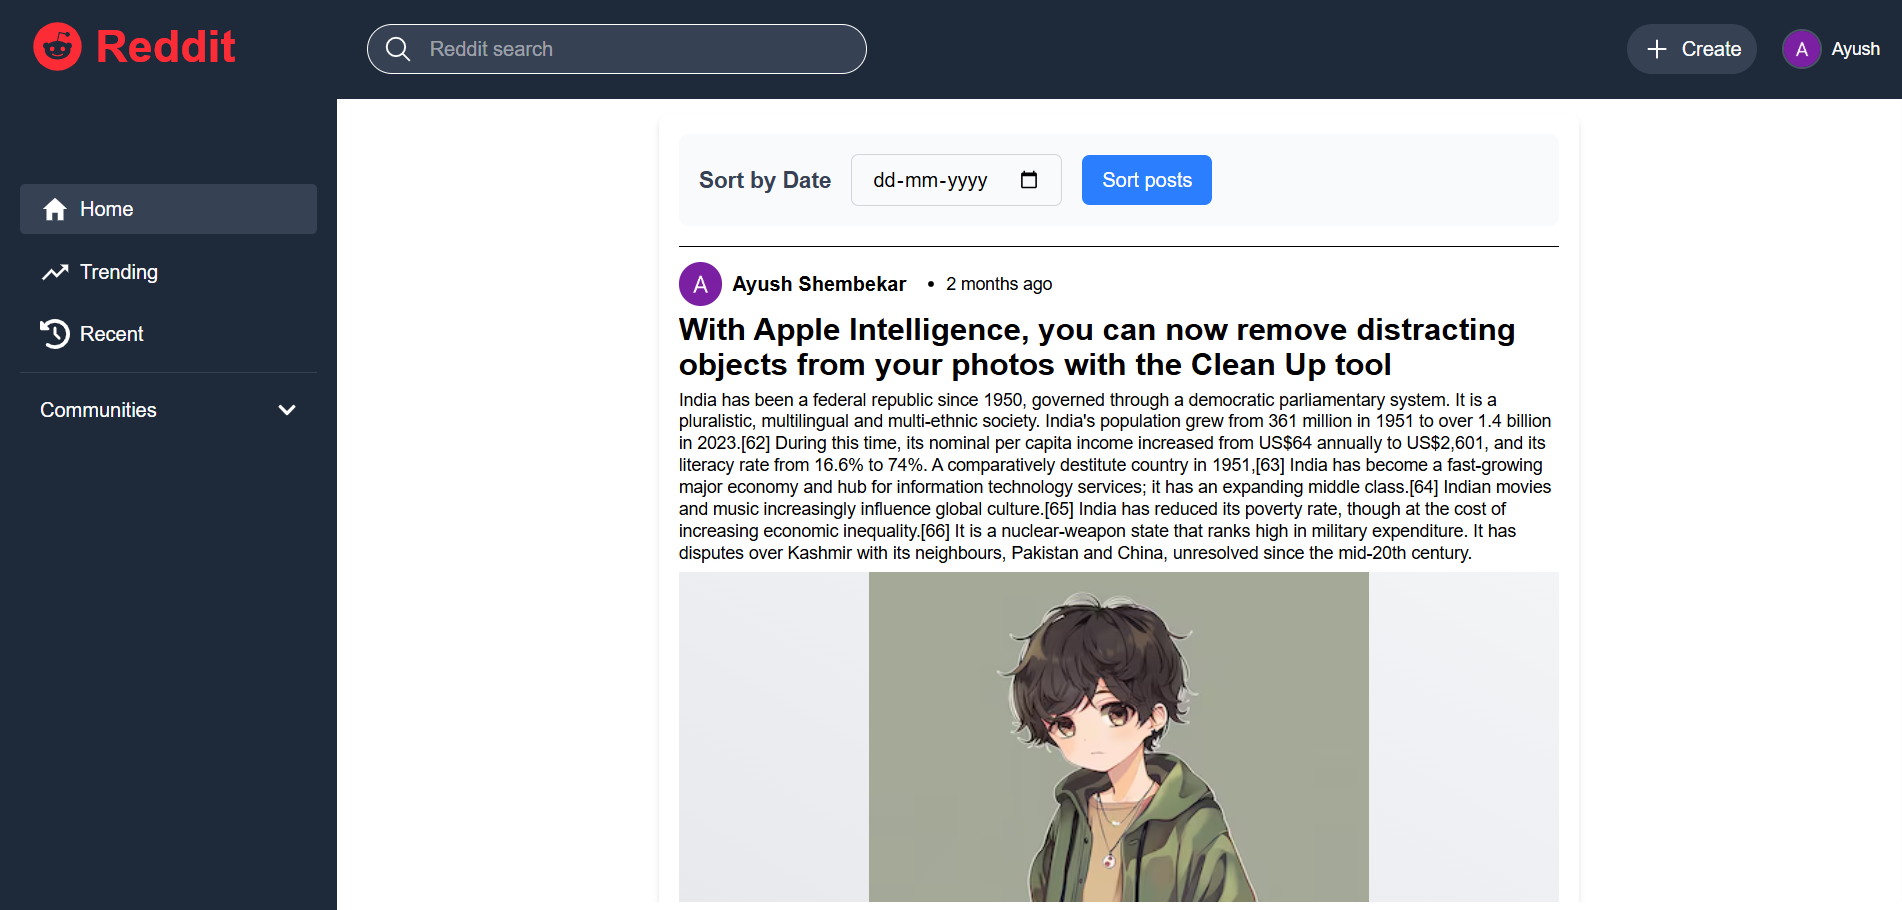 Reddit
Reddit search
Create
A
Ayush
Home
Trending
Recent
Communities
Sort by Date
dd-mm-yyyy
Sort posts
A
Ayush Shembekar • 2 months ago
With Apple Intelligence, you can now remove distracting
objects from your photos with the Clean Up tool
India has been a federal republic since 1950, governed through a democratic parliamentary system. It is a
pluralistic, multilingual and multi-ethnic society. India's population grew from 361 million in 1951 to over 1.4 billion
in 2023.[62] During this time, its nominal per capita income increased from US$64 annually to US$2,601, and its
literacy rate from 16.6% to 74%. A comparatively destitute country in 1951,[63] India has become a fast-growing
major economy and hub for information technology services; it has an expanding middle class.[64] Indian movies
and music increasingly influence global culture.[65] India has reduced its poverty rate, though at the cost of
increasing economic inequality.[66] It is a nuclear-weapon state that ranks high in military expenditure. It has
disputes over Kashmir with its neighbours, Pakistan and China, unresolved since the mid-20th century.